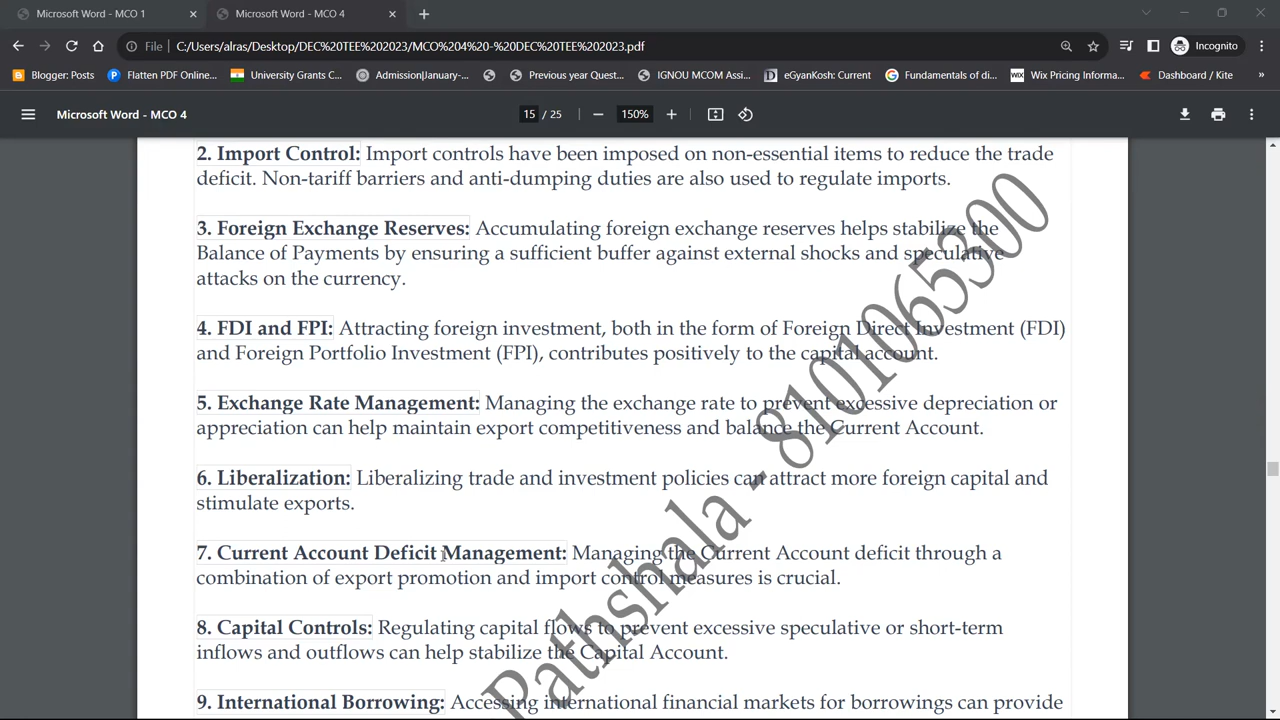 Microsoft Word - MCO 1
Microsoft Word - MCO 4
File C:/Users/alras/Desktop/DEC%20TEE%202023/MCO%204%20-%20DEC%20TEE%202023.pdf
Incognito
Blogger: Posts
Flatten PDF Online...
University Grants C...
Admission|January-...
Previous year Quest...
IGNOU MCOM Assi...
eGyanKosh: Current
Fundamentals of di...
WIX Wix Pricing Informa...
Dashboard / Kite
»
Microsoft Word - MCO 4
15 / 25
150%
2. Import Control: Import controls have been imposed on non-essential items to reduce the trade
deficit. Non-tariff barriers and anti-dumping duties are also used to regulate imports.
3. Foreign Exchange Reserves: Accumulating foreign exchange reserves helps stabilize the
Balance of Payments by ensuring a sufficient buffer against external shocks and speculative
attacks on the currency.
4. FDI and FPI: Attracting foreign investment, both in the form of Foreign Direct Investment (FDI)
and Foreign Portfolio Investment (FPI), contributes positively to the capital account.
5. Exchange Rate Management: Managing the exchange rate to prevent excessive depreciation or
appreciation can help maintain export competitiveness and balance the Current Account.
6. Liberalization: Liberalizing trade and investment policies can attract more foreign capital and
stimulate exports.
7. Current Account Deficit Management: Managing the Current Account deficit through a
combination of export promotion and import control measures is crucial.
8. Capital Controls: Regulating capital flows to prevent excessive speculative or short-term
inflows and outflows can help stabilize the Capital Account.
9. International Borrowing: Accessing international financial markets for borrowings can provide
Pathshala - 8101065300